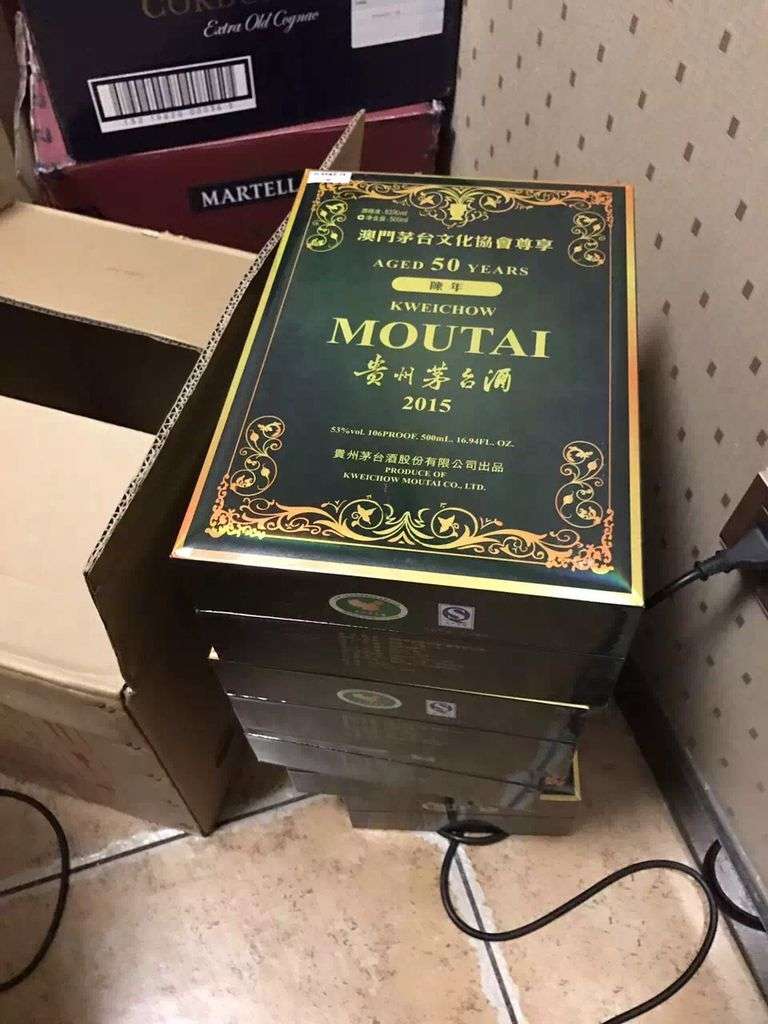 Extra Old Cognac
MARTELL
澳門茅台文化協會尊享
AGED 50 YEARS
陳年
KWEICHOW
MOUTAI
貴州茅台酒
2015
53%vol. 106PROOF. 500mL. 16.94FL. OZ.
貴州茅台酒股份有限公司出品
PRODUCE OF
KWEICHOW MOUTAI CO., LTD.